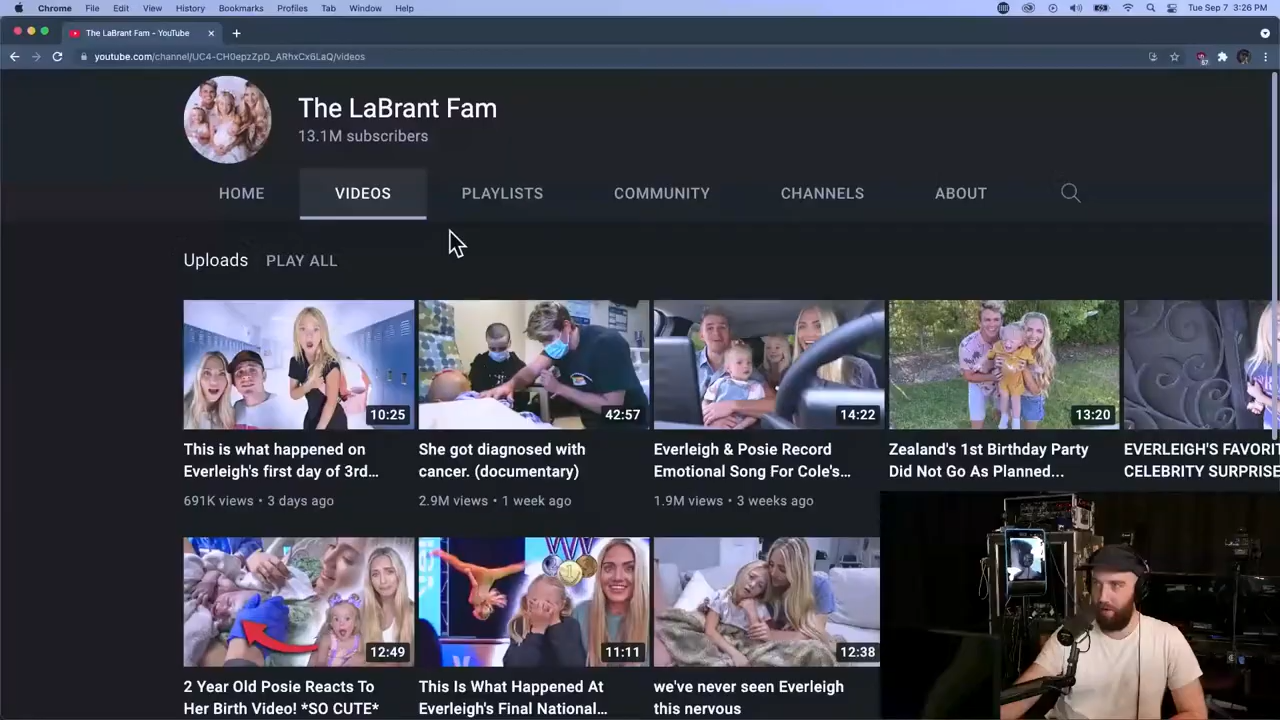 Chrome File Edit View History Bookmarks Profiles Tab Window Help Tue Sep 7 3:26 PM
The LaBrant Fam - YouTube
youtube.com/channel/UC4-CH0epzZpD_ARhxCx6LaQ/videos
The LaBrant Fam
13.1M subscribers
HOME VIDEOS PLAYLISTS COMMUNITY CHANNELS ABOUT
Uploads PLAY ALL
10:25
42:57
14:22
13:20
This is what happened on
Everleigh's first day of 3rd...
691K views • 3 days ago
She got diagnosed with
cancer. (documentary)
2.9M views • 1 week ago
Everleigh & Posie Record
Emotional Song For Cole's...
1.9M views • 3 weeks ago
Zealand's 1st Birthday Party
Did Not Go As Planned...
EVERLEIGH'S FAVORI
CELEBRITY SURPRISE
12:49
11:11
12:38
2 Year Old Posie Reacts To
Her Birth Video! *SO CUTE*
This Is What Happened At
Everleigh's Final National...
we've never seen Everleigh
this nervous